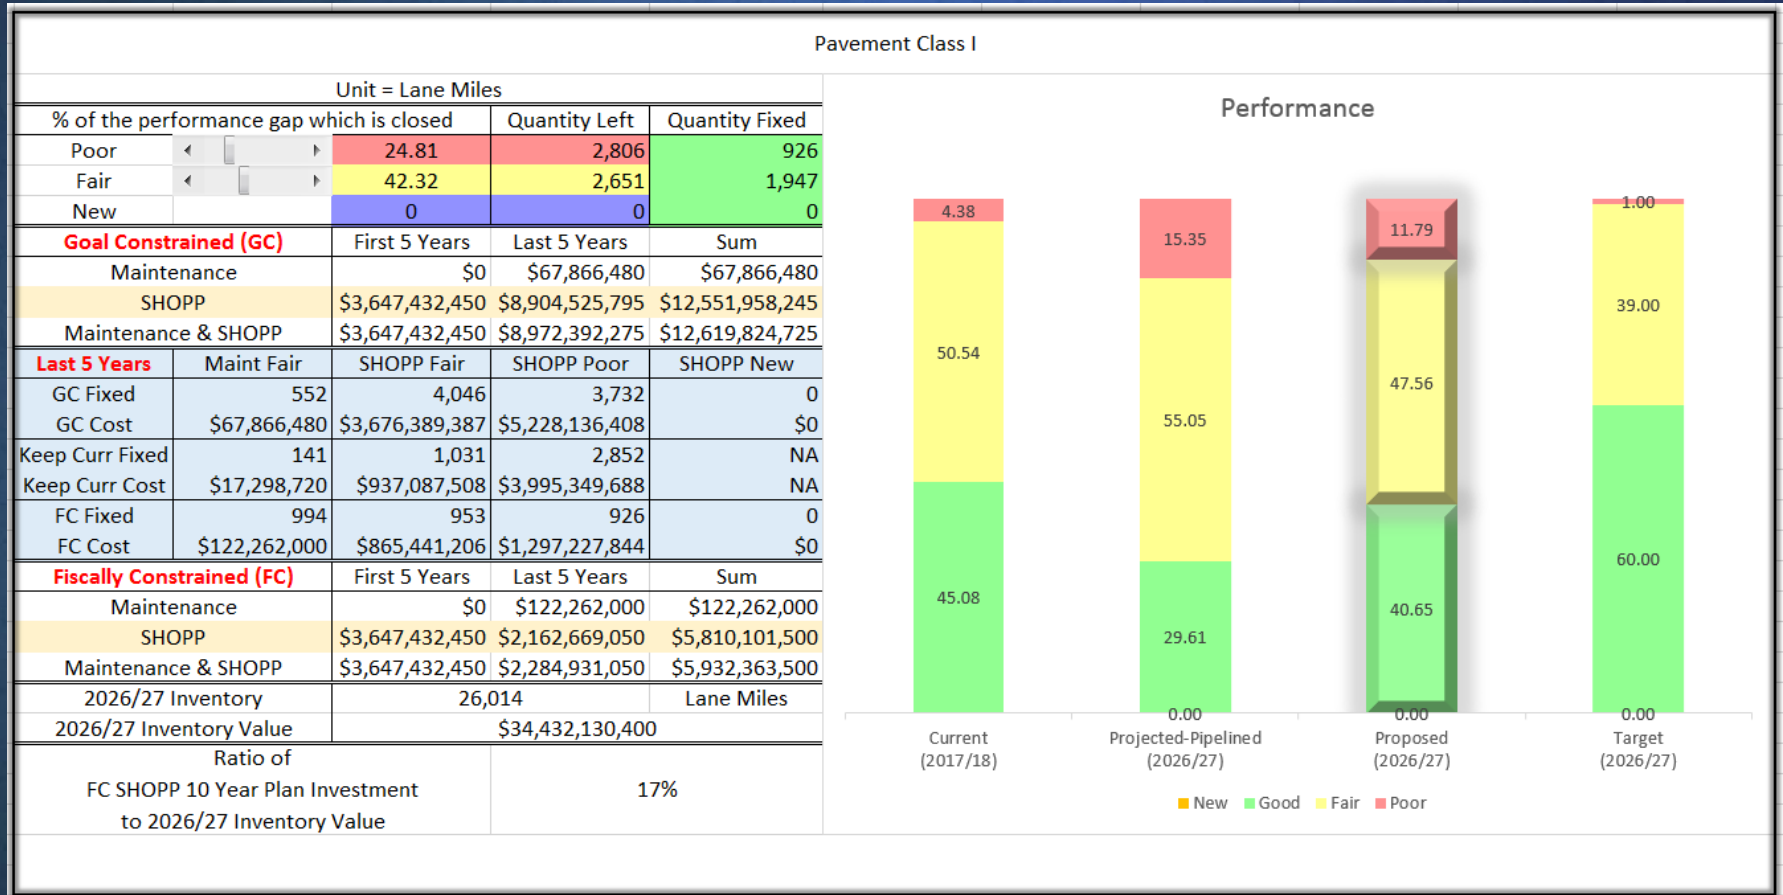 Pavement Class I
Unit = Lane Miles
% of the performance gap which is closed Quantity Left Quantity Fixed
Poor 24.81 2,806 926
Fair 42.32 2,651 1,947
New 0 0 0
Goal Constrained (GC) First 5 Years Last 5 Years Sum
Maintenance $0 $67,866,480 $67,866,480
SHOPP $3,647,432,450 $8,904,525,795 $12,551,958,245
Maintenance & SHOPP $3,647,432,450 $8,972,392,275 $12,619,824,725
Last 5 Years Maint Fair SHOPP Fair SHOPP Poor SHOPP New
GC Fixed 552 4,046 3,732 0
GC Cost $67,866,480 $3,676,389,387 $5,228,136,408 $0
Keep Curr Fixed 141 1,031 2,852 NA
Keep Curr Cost $17,298,720 $937,087,508 $3,995,349,688 NA
FC Fixed 994 953 926 0
FC Cost $122,262,000 $865,441,206 $1,297,227,844 $0
Fiscally Constrained (FC) First 5 Years Last 5 Years Sum
Maintenance $0 $122,262,000 $122,262,000
SHOPP $3,647,432,450 $2,162,669,050 $5,810,101,500
Maintenance & SHOPP $3,647,432,450 $2,284,931,050 $5,932,363,500
2026/27 Inventory 26,014 Lane Miles
2026/27 Inventory Value $34,432,130,400
Ratio of
FC SHOPP 10 Year Plan Investment 17%
to 2026/27 Inventory Value
Performance
4.38 15.35 11.79 1.00
50.54 55.05 47.56 39.00
45.08 29.61 40.65 60.00
0.00 0.00 0.00
Current Projected-Pipelined Proposed Target
(2017/18) (2026/27) (2026/27) (2026/27)
New Good Fair Poor